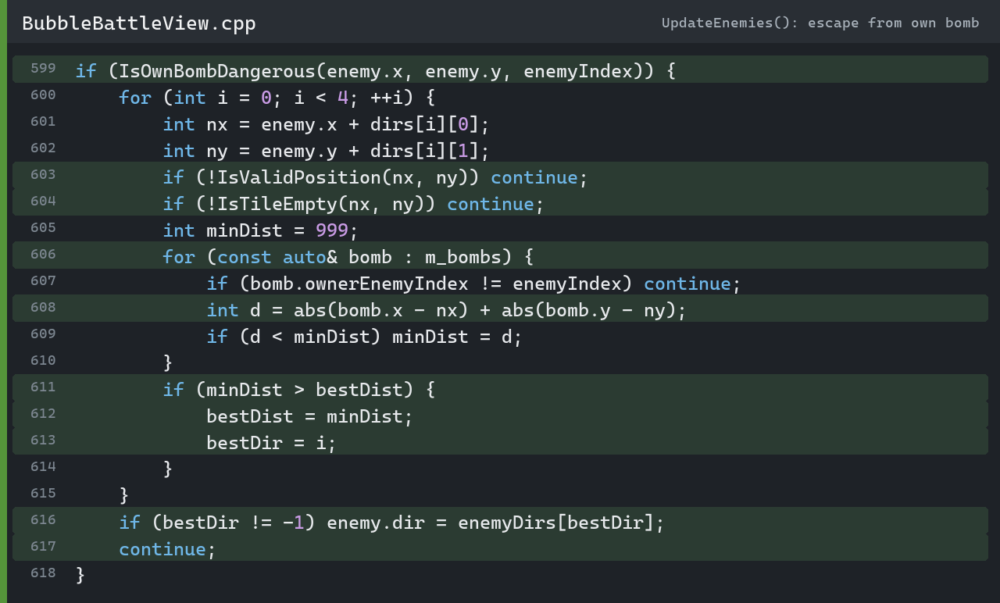 BubbleBattleView.cpp
UpdateEnemies(): escape from own bomb
599 if (IsOwnBombDangerous(enemy.x, enemy.y, enemyIndex)) {
600     for (int i = 0; i < 4; ++i) {
601         int nx = enemy.x + dirs[i][0];
602         int ny = enemy.y + dirs[i][1];
603         if (!IsValidPosition(nx, ny)) continue;
604         if (!IsTileEmpty(nx, ny)) continue;
605         int minDist = 999;
606         for (const auto& bomb : m_bombs) {
607             if (bomb.ownerEnemyIndex != enemyIndex) continue;
608             int d = abs(bomb.x - nx) + abs(bomb.y - ny);
609             if (d < minDist) minDist = d;
610         }
611         if (minDist > bestDist) {
612             bestDist = minDist;
613             bestDir = i;
614         }
615     }
616     if (bestDir != -1) enemy.dir = enemyDirs[bestDir];
617     continue;
618 }